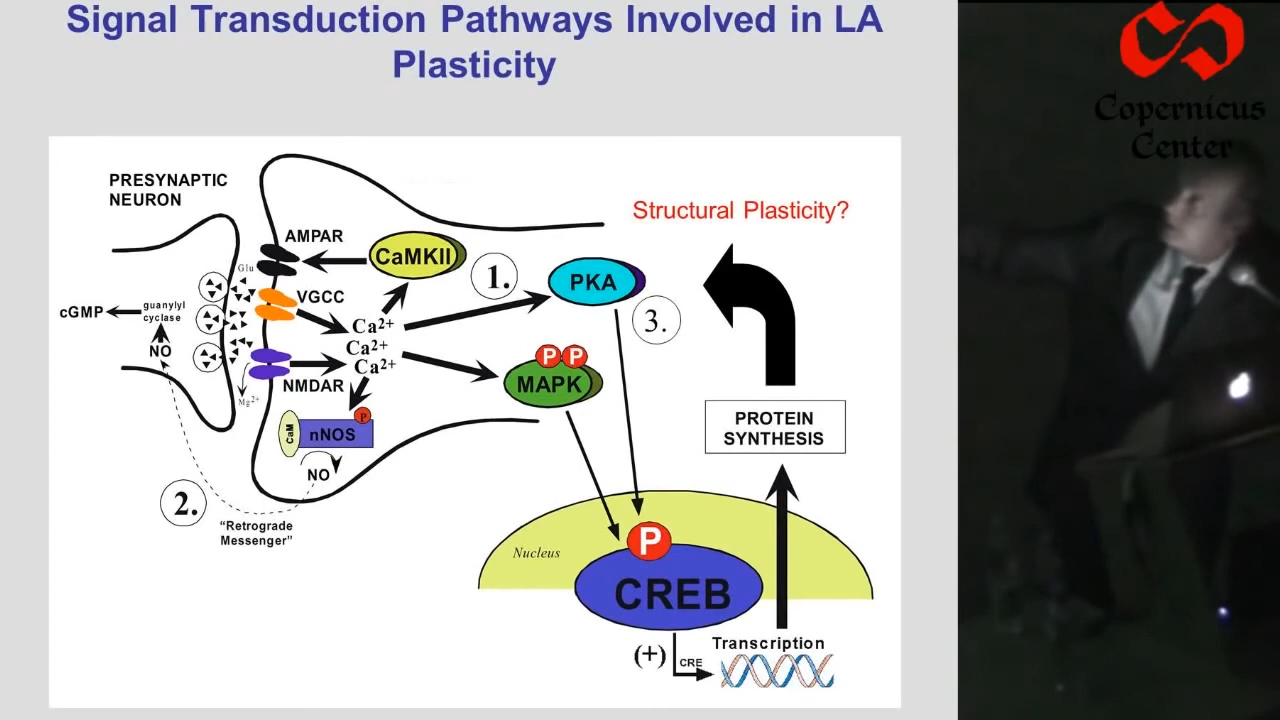 Signal Transduction Pathways Involved in LA
Plasticity
Copernicus
Center
PRESYNAPTIC
NEURON
Structural Plasticity?
AMPAR
CaMKII
Glu
1.
PKA
VGCC
cGMP
guanylyl
cyclase
3.
Ca2+
Ca2+
Ca2+
NO
P P
MAPK
NMDAR
Mg2+
P
CaM
nNOS
PROTEIN
SYNTHESIS
NO
2.
"Retrograde
Messenger"
Nucleus
P
CREB
(+)
CRE
Transcription